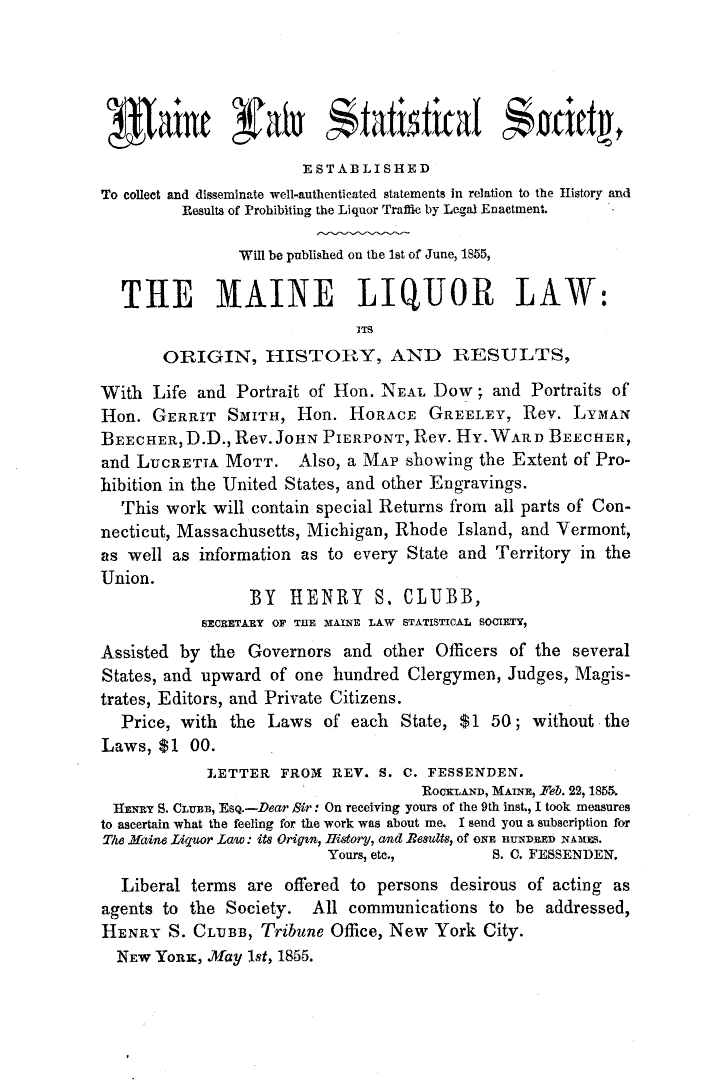 Maine Law Statistical Society,
ESTABLISHED
To collect and disseminate well-authenticated statements in relation to the History and
Results of Prohibiting the Liquor Traffic by Legal Enactment.
Will be published on the 1st of June, 1855,
THE MAINE LIQUOR LAW:
ITS
ORIGIN, HISTORY, AND RESULTS,
With Life and Portrait of Hon. NEAL DOW; and Portraits of
Hon. GERRIT SMITH, Hon. HORACE GREELEY, Rev. LYMAN
BEECHER, D.D., Rev. JOHN PIERPONT, Rev. HY. WARD BEECHER,
and LUCRETIA MOTT. Also, a MAP showing the Extent of Pro-
hibition in the United States, and other Engravings.
This work will contain special Returns from all parts of Con-
necticut, Massachusetts, Michigan, Rhode Island, and Vermont,
as well as information as to every State and Territory in the
Union.
BY HENRY S. CLUBB,
SECRETARY OF THE MAINE LAW STATISTICAL SOCIETY,
Assisted by the Governors and other Officers of the several
States, and upward of one hundred Clergymen, Judges, Magis-
trates, Editors, and Private Citizens.
Price, with the Laws of each State, $1 50; without the
Laws, $1 00.
LETTER FROM REV. S. C. FESSENDEN.
ROCKLAND, MAINE, Feb. 22, 1855.
HENRY S. CLUBB, ESQ.—Dear Sir: On receiving yours of the 9th inst., I took measures
to ascertain what the feeling for the work was about me. I send you a subscription for
The Maine Liquor Law: its Origin, History, and Results, of ONE HUNDRED NAMES.
Yours, etc., S. C. FESSENDEN.
Liberal terms are offered to persons desirous of acting as
agents to the Society. All communications to be addressed,
HENRY S. CLUBB, Tribune Office, New York City.
NEW YORK, May 1st, 1855.